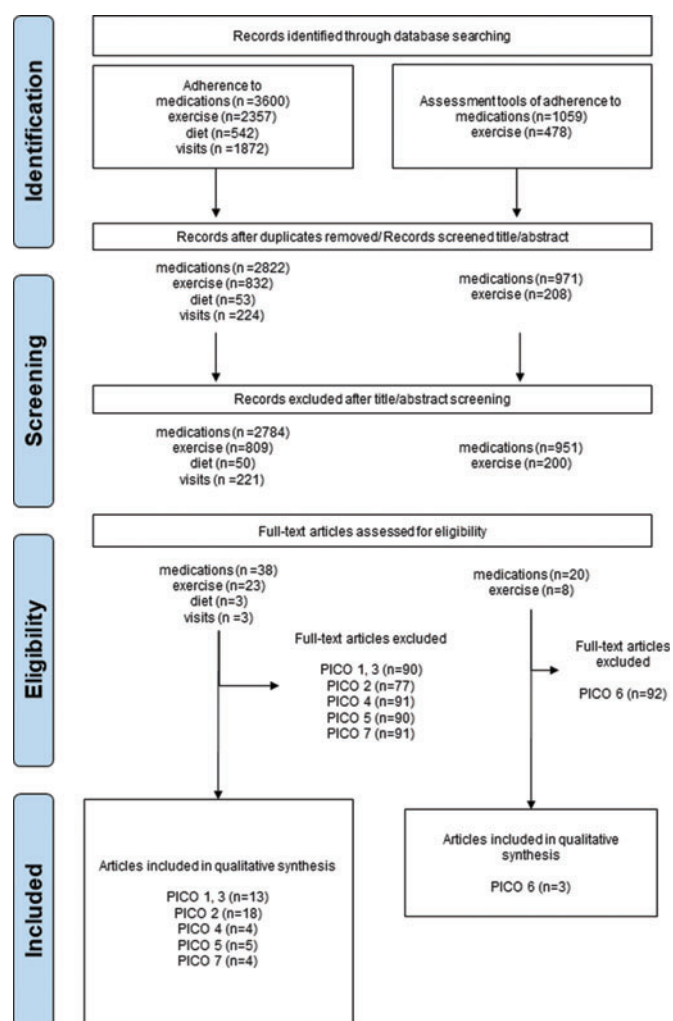 Identification
Records identified through database searching
Adherence to
medications (n =3600)
exercise (n=2357)
diet (n=542)
visits (n =1872)
Assessment tools of adherence to
medications (n=1059)
exercise (n=478)
Records after duplicates removed/ Records screened title/abstract
Screening
medications (n =2822)
exercise (n=832)
diet (n=53)
visits (n =224)
medications (n=971)
exercise (n=208)
Records excluded after title/abstract screening
medications (n =2784)
exercise (n=809)
diet (n=50)
visits (n =221)
medications (n=951)
exercise (n=200)
Eligibility
Full-text articles assessed for eligibility
medications (n =38)
exercise (n=23)
diet (n=3)
visits (n =3)
medications (n=20)
exercise (n=8)
Full-text articles excluded
PICO 1, 3 (n=90)
PICO 2 (n=77)
PICO 4 (n=91)
PICO 5 (n=90)
PICO 7 (n=91)
Full-text articles
excluded
PICO 6 (n=92)
Included
Articles included in qualitative synthesis
PICO 1, 3 (n=13)
PICO 2 (n=18)
PICO 4 (n=4)
PICO 5 (n=5)
PICO 7 (n=4)
Articles included in qualitative
synthesis
PICO 6 (n=3)